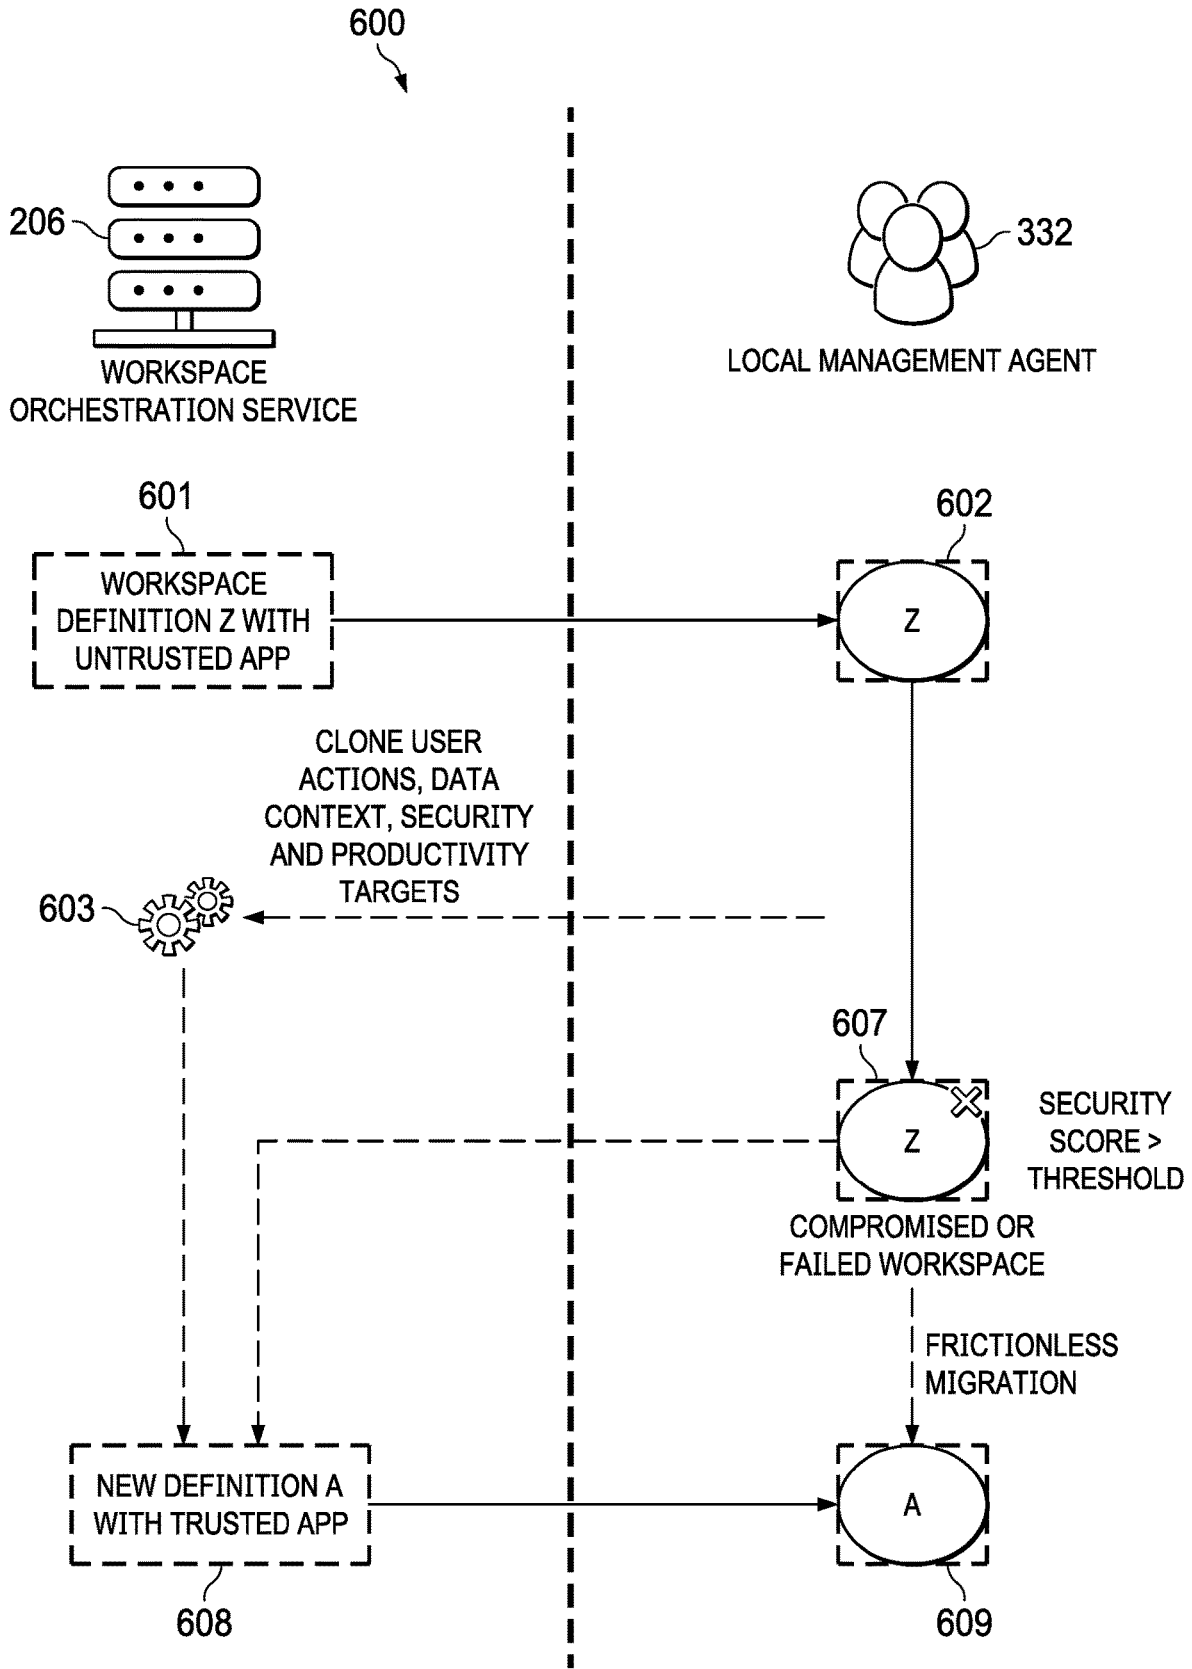 600
206
WORKSPACE
ORCHESTRATION SERVICE
332
LOCAL MANAGEMENT AGENT
601
WORKSPACE
DEFINITION Z WITH
UNTRUSTED APP
602
Z
CLONE USER
ACTIONS, DATA
CONTEXT, SECURITY
AND PRODUCTIVITY
TARGETS
603
607
Z
SECURITY
SCORE >
THRESHOLD
COMPROMISED OR
FAILED WORKSPACE
FRICTIONLESS
MIGRATION
NEW DEFINITION A
WITH TRUSTED APP
608
A
609